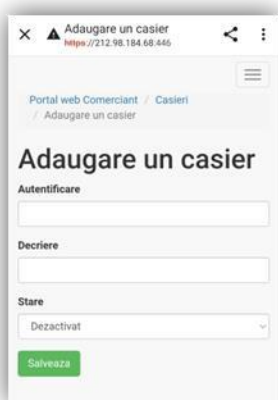 Adaugare un casier
https://212.98.184.68:446
Portal web Comerciant / Casieri
/ Adaugare un casier
Adaugare un casier
Autentificare
Decriere
Stare
Dezactivat
Salveaza